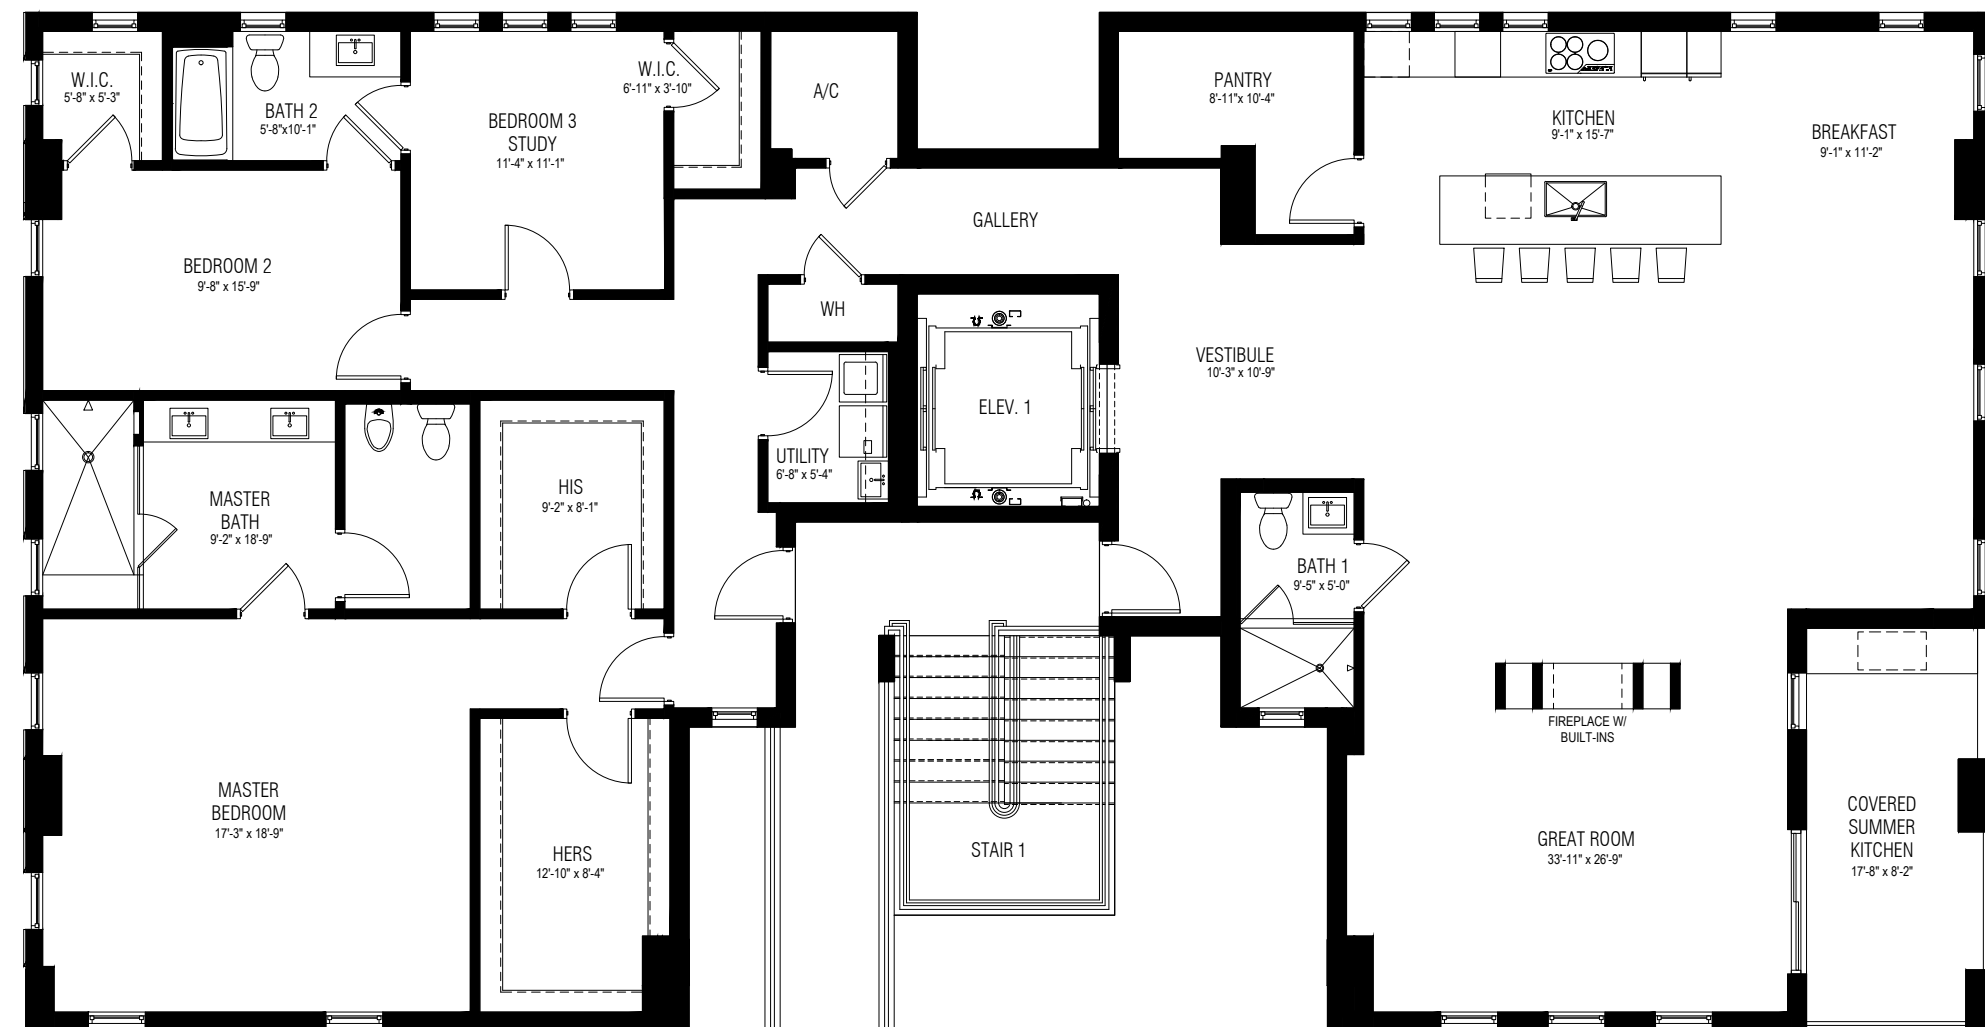 W.I.C.
5'-8" x 5'-3"
BATH 2
5'-8"x10'-1"
BEDROOM 3
STUDY
11'-4" x 11'-1"
W.I.C.
6'-11" x 3'-10"
A/C
PANTRY
8'-11"x 10'-4"
KITCHEN
9'-1" x 15'-7"
BREAKFAST
9'-1" x 11'-2"
GALLERY
BEDROOM 2
9'-8" x 15'-9"
WH
VESTIBULE
10'-3" x 10'-9"
ELEV. 1
UTILITY
6'-8" x 5'-4"
MASTER
BATH
9'-2" x 18'-9"
HIS
9'-2" x 8'-1"
BATH 1
9'-5" x 5'-0"
FIREPLACE W/
BUILT-INS
MASTER
BEDROOM
17'-3" x 18'-9"
HERS
12'-10" x 8'-4"
STAIR 1
GREAT ROOM
33'-11" x 26'-9"
COVERED
SUMMER
KITCHEN
17'-8" x 8'-2"